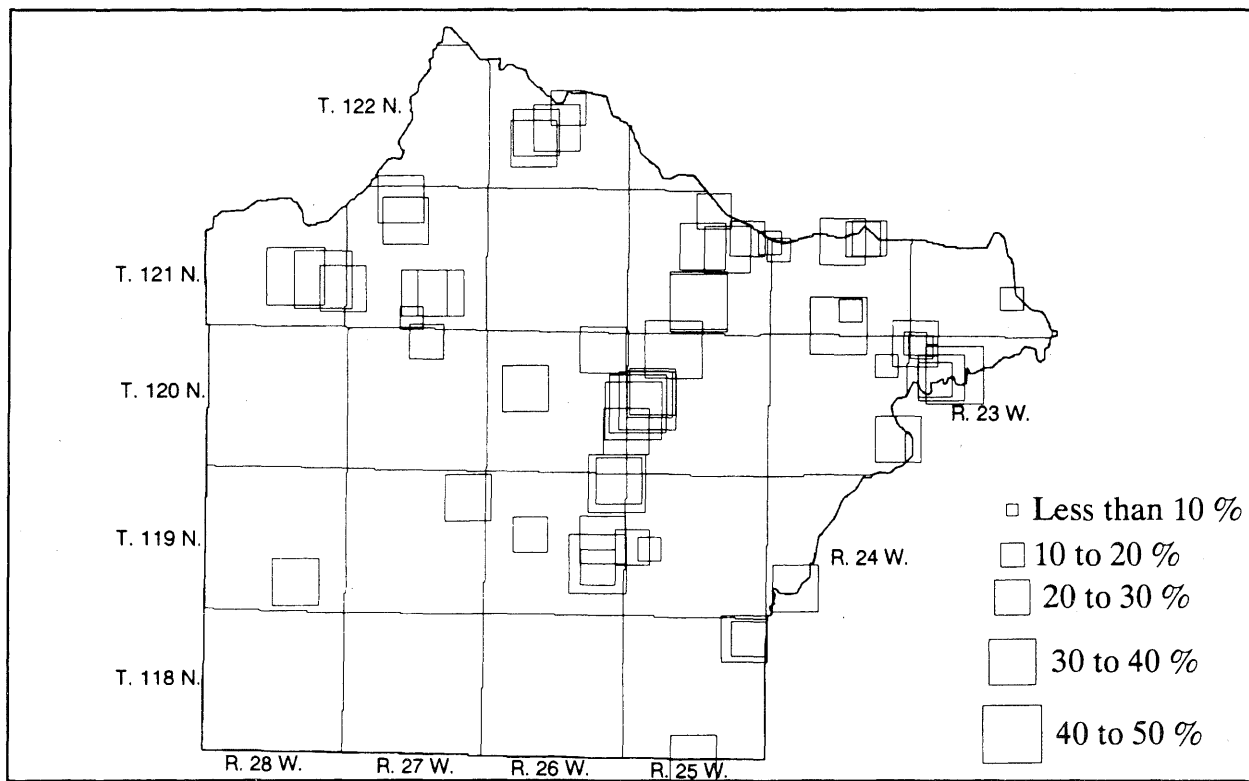 T. 122 N.
T. 121 N.
T. 120 N.
R. 23 W.
Less than 10 %
T. 119 N.
10 to 20 %
R. 24 W.
20 to 30 %
30 to 40 %
T. 118 N.
40 to 50 %
R. 28 W.
R. 27 W.
R. 26 W.
R. 25 W.